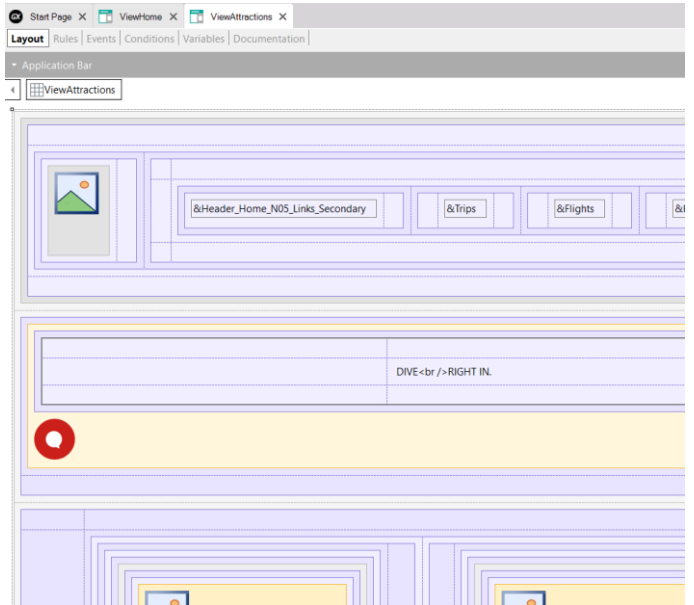 GX Start Page X ViewHome X ViewAttractions X
Layout Rules Events Conditions Variables Documentation
Application Bar
ViewAttractions
&Header_Home_N05_Links_Secondary &Trips &Flights
DIVE<br />RIGHT IN.